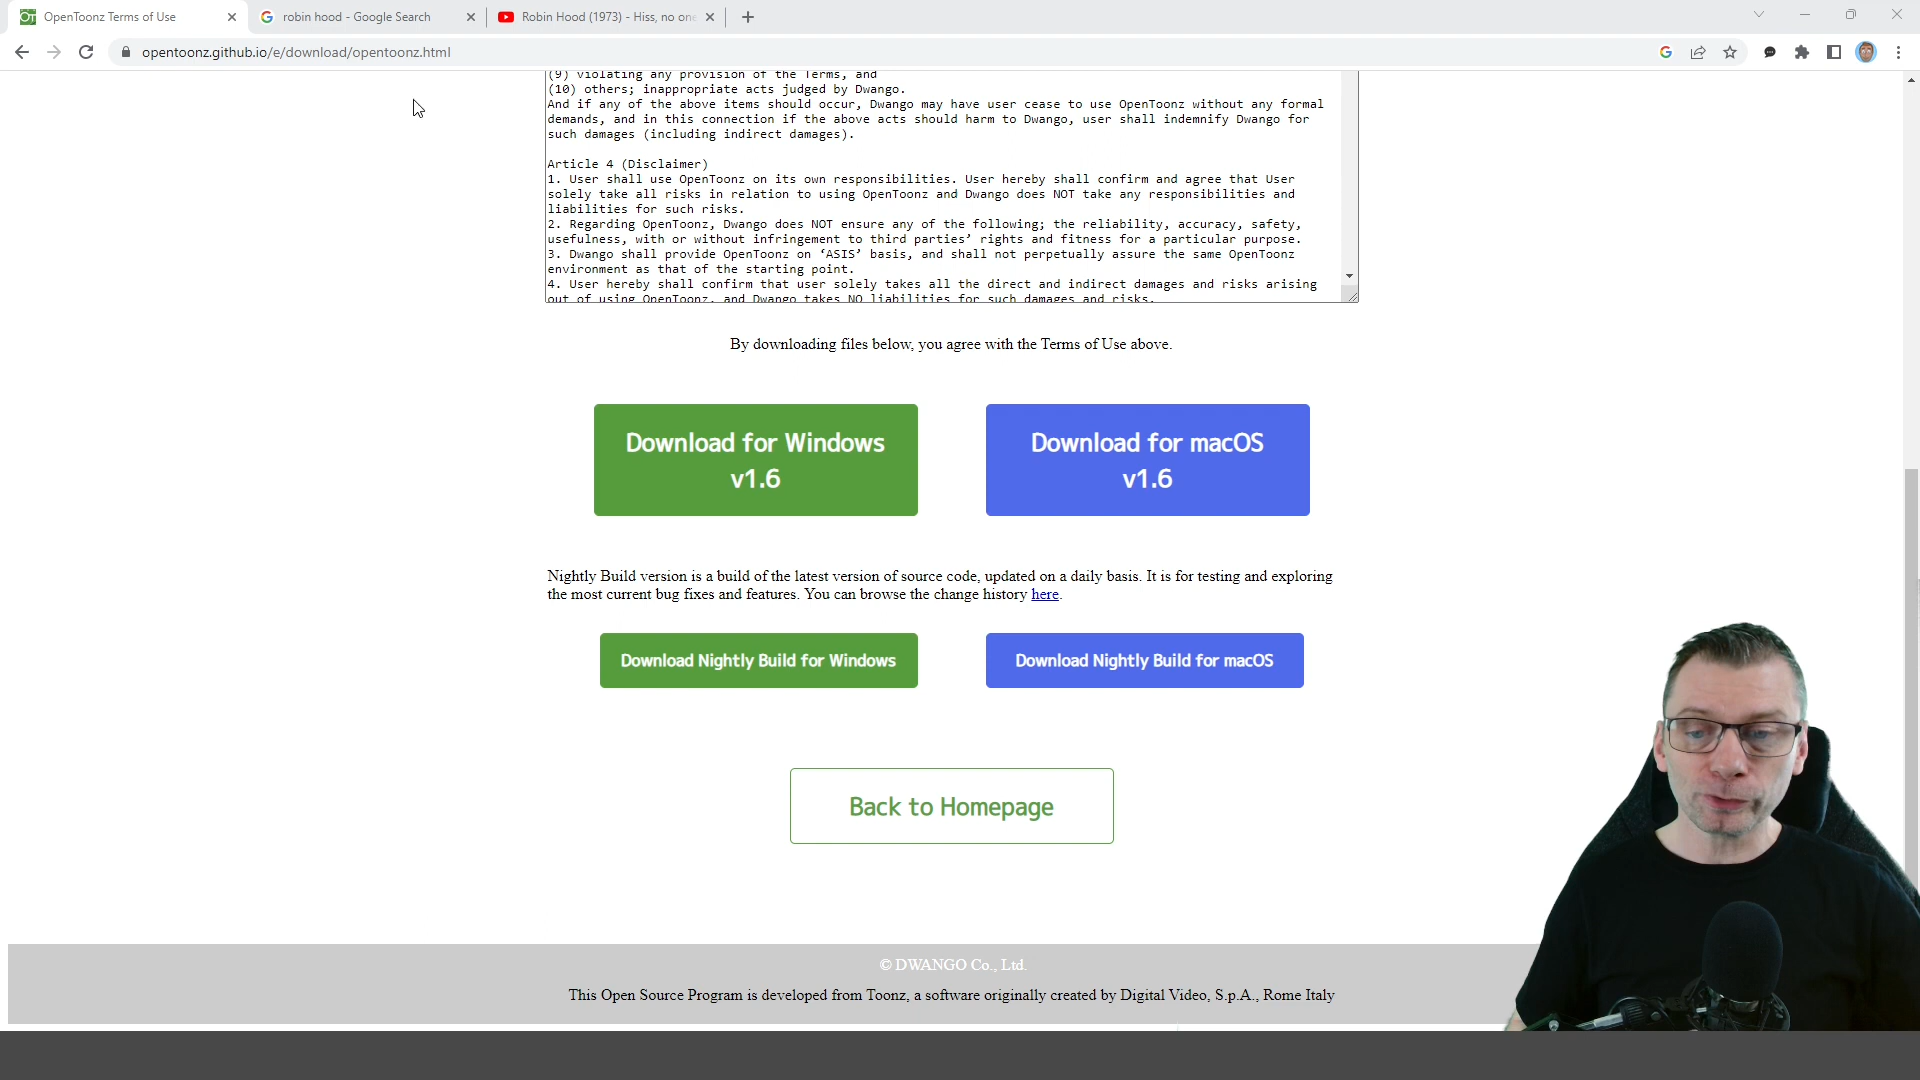 OpenToonz Terms of Use
robin hood - Google Search
Robin Hood (1973) - Hiss, no one
opentoonz.github.io/e/download/opentoonz.html
(9) violating any provision of the Terms, and
(10) others; inappropriate acts judged by Dwango.
And if any of the above items should occur, Dwango may have user cease to use OpenToonz without any formal
demands, and in this connection if the above acts should harm to Dwango, user shall indemnify Dwango for
such damages (including indirect damages).
Article 4 (Disclaimer)
1. User shall use OpenToonz on its own responsibilities. User hereby shall confirm and agree that User
solely take all risks in relation to using OpenToonz and Dwango does NOT take any responsibilities and
liabilities for such risks.
2. Regarding OpenToonz, Dwango does NOT ensure any of the following; the reliability, accuracy, safety,
usefulness, with or without infringement to third parties’ rights and fitness for a particular purpose.
3. Dwango shall provide OpenToonz on ‘ASIS’ basis, and shall not perpetually assure the same OpenToonz
environment as that of the starting point.
4. User hereby shall confirm that user solely takes all the direct and indirect damages and risks arising
out of using OpenToonz, and Dwango takes NO liabilities for such damages and risks.
By downloading files below, you agree with the Terms of Use above.
Download for Windows
v1.6
Download for macOS
v1.6
Nightly Build version is a build of the latest version of source code, updated on a daily basis. It is for testing and exploring
the most current bug fixes and features. You can browse the change history here.
Download Nightly Build for Windows
Download Nightly Build for macOS
Back to Homepage
© DWANGO Co., Ltd.
This Open Source Program is developed from Toonz, a software originally created by Digital Video, S.p.A., Rome Italy